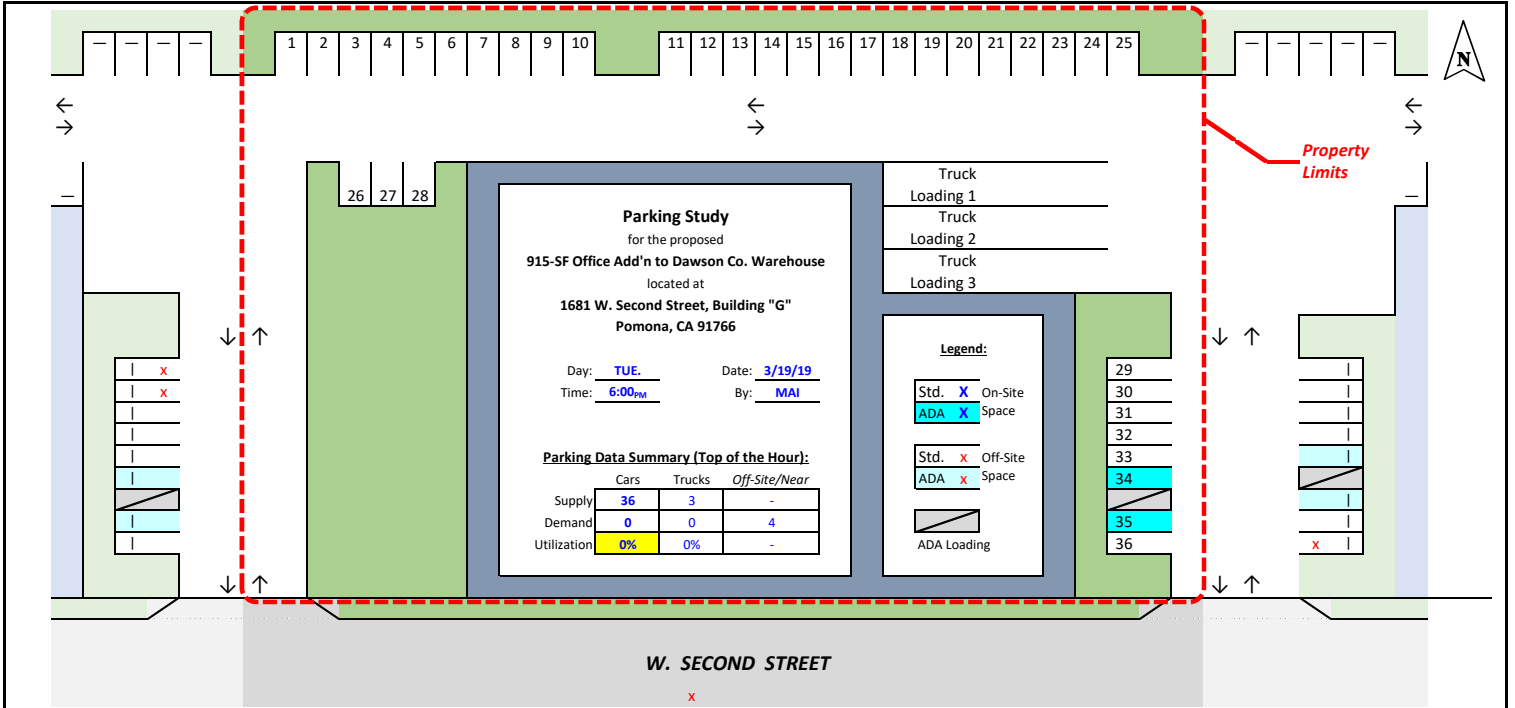 — — — — 1 2 3 4 5 6 7 8 9 10 11 12 13 14 15 16 17 18 19 20 21 22 23 24 25 — — — — —
N
← ← ←
→ → →
Property
Limits
— 26 27 28 —
Truck
Loading 1
Truck
Loading 2
Truck
Loading 3
Parking Study
for the proposed
915-SF Office Add'n to Dawson Co. Warehouse
located at
1681 W. Second Street, Building "G"
Pomona, CA 91766
Day: TUE. Date: 3/19/19
Time: 6:00PM By: MAI
Parking Data Summary (Top of the Hour):
Cars Trucks Off-Site/Near
Supply 36 3 -
Demand 0 0 4
Utilization 0% 0% -
Legend:
Std. X On-Site
ADA X Space
Std. x Off-Site
ADA x Space
ADA Loading
↓ ↑ ↓ ↑
| x
| x
|
|
|
|
|
|
29
30
31
32
33
34
35
36
|
|
|
|
|
|
|
x |
↓ ↑ ↓ ↑
W. SECOND STREET
x